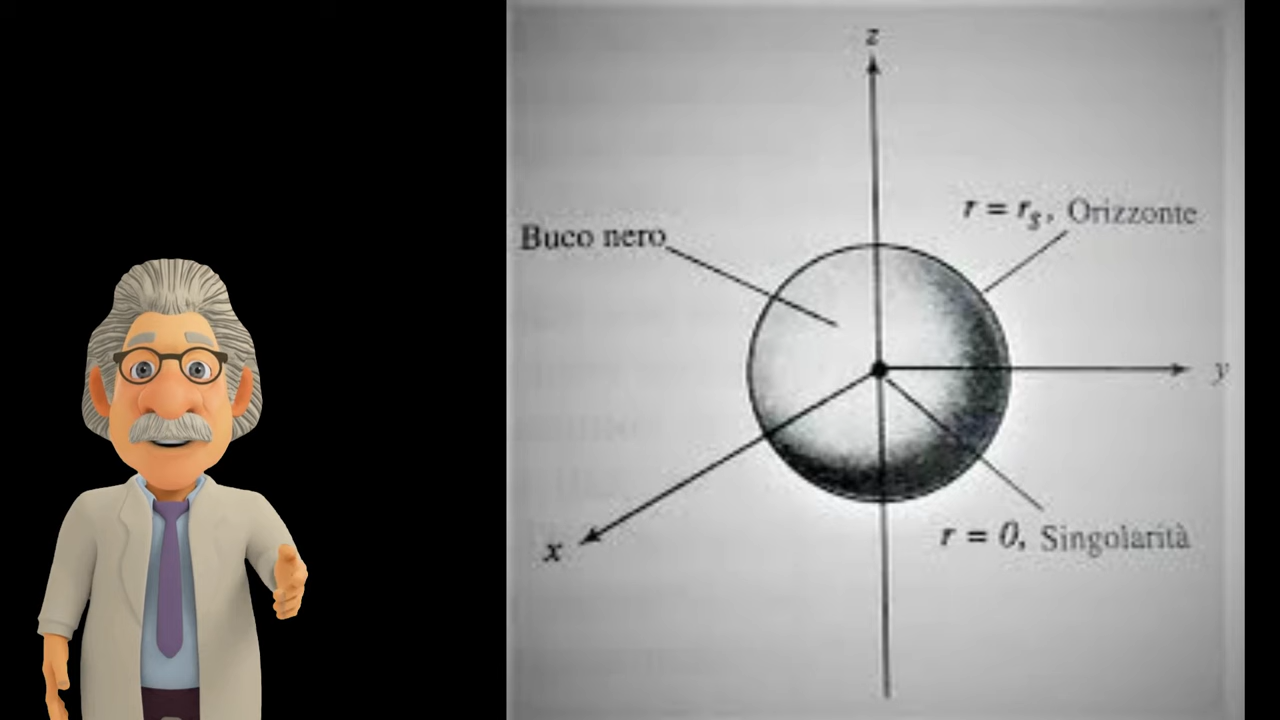 z
r = r_S, Orizzonte
Buco nero
y
x
r = 0, Singolarità